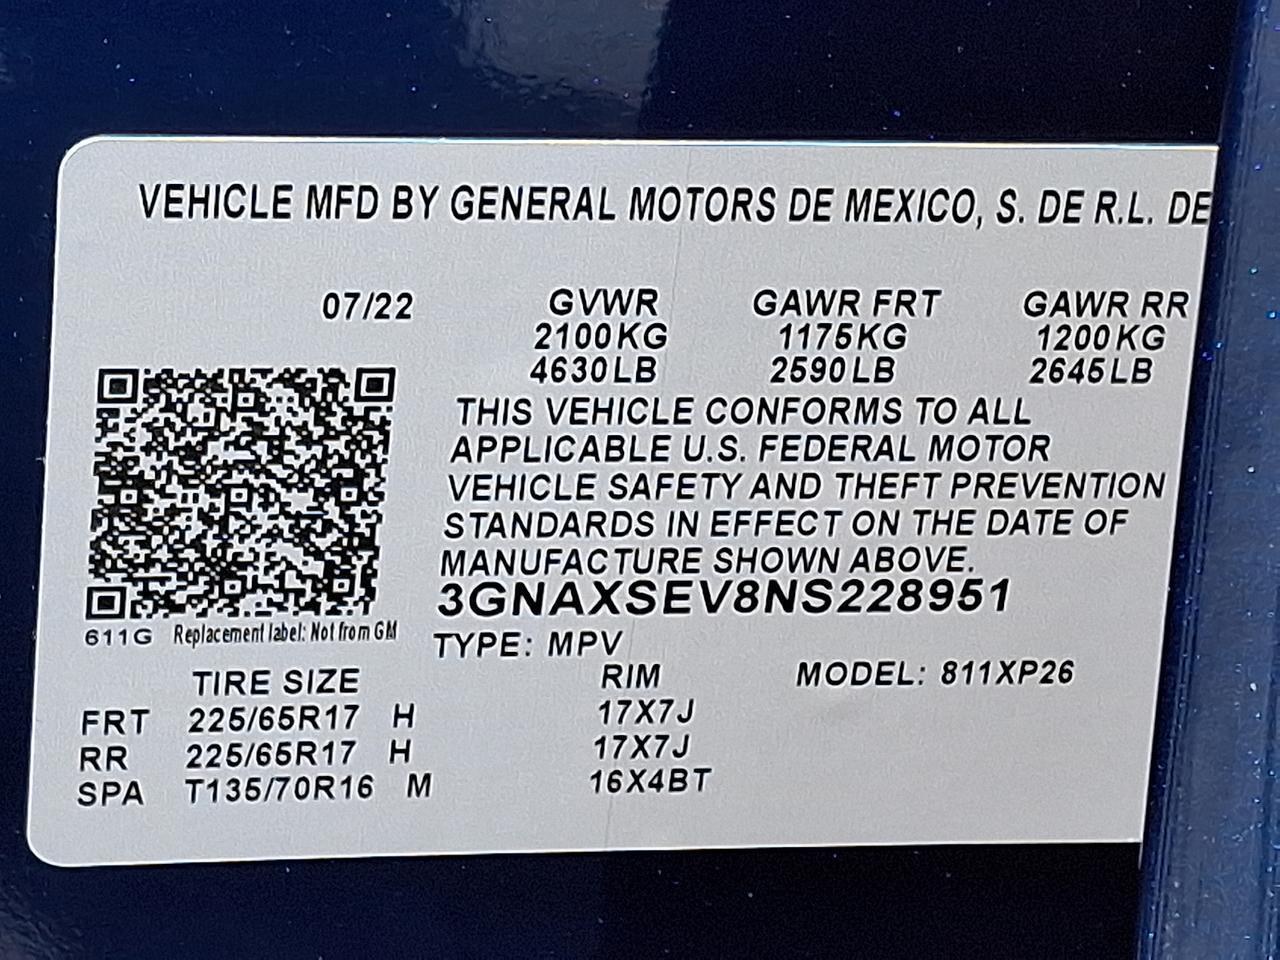 VEHICLE MFD BY GENERAL MOTORS DE MEXICO, S. DE R.L. DE
07/22 GVWR GAWR FRT GAWR RR
2100KG 1175KG 1200KG
4630LB 2590LB 2645LB
THIS VEHICLE CONFORMS TO ALL
APPLICABLE U.S. FEDERAL MOTOR
VEHICLE SAFETY AND THEFT PREVENTION
STANDARDS IN EFFECT ON THE DATE OF
MANUFACTURE SHOWN ABOVE.
3GNAXSEV8NS228951
611G Replacement label: Not from GM
TYPE: MPV
TIRE SIZE RIM MODEL: 811XP26
FRT 225/65R17 H 17X7J
RR 225/65R17 H 17X7J
SPA T135/70R16 M 16X4BT